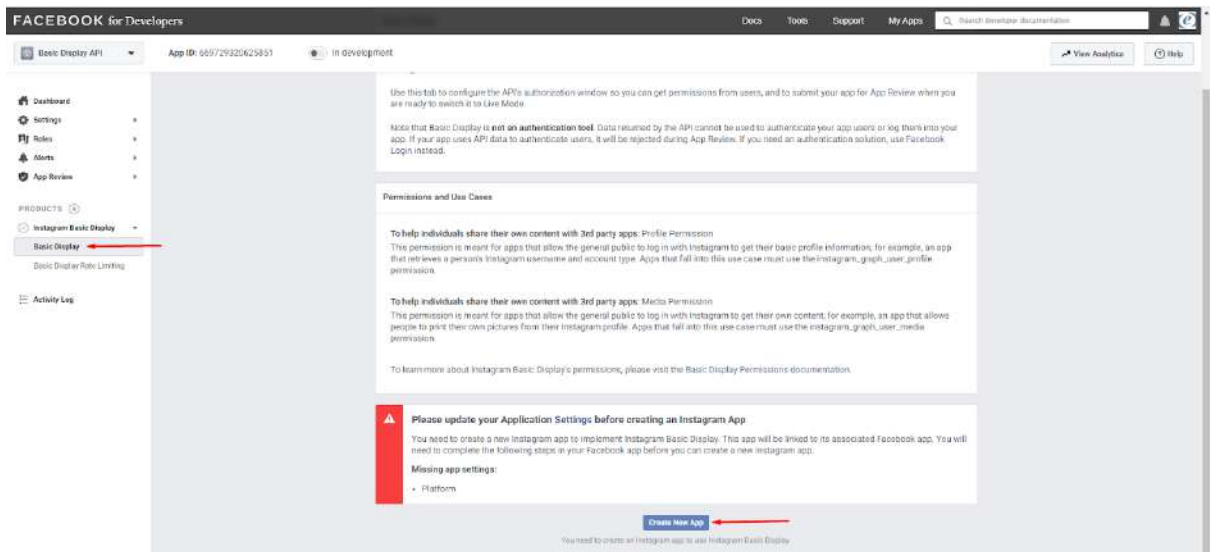 FACEBOOK for Developers
Docs
Tools
Support
My Apps
Search developer documentation
Basic Display API
App ID: 669729320625851
In development
View Analytics
Help
Dashboard
Settings
Roles
Alerts
App Review
PRODUCTS
Instagram Basic Display
Basic Display
Basic Display Rate Limiting
Activity Log
Use this tab to configure the API's authorization window so you can get permissions from users, and to submit your app for App Review when you
are ready to switch it to Live Mode.
Note that Basic Display is not an authentication tool. Data returned by the API cannot be used to authenticate your app users or log them into your
app. If your app uses API data to authenticate users, it will be rejected during App Review. If you need an authentication solution, use Facebook
Login instead.
Permissions and Use Cases
To help individuals share their own content with 3rd party apps: Profile Permission
This permission is meant for apps that allow the general public to log in with Instagram to get their basic profile information; for example, an app
that retrieves a person's Instagram username and account type. Apps that fall into this use case must use the instagram_graph_user_profile
permission.
To help individuals share their own content with 3rd party apps: Media Permission
This permission is meant for apps that allow the general public to log in with Instagram to get their own content; for example, an app that allows
people to print their own pictures from their Instagram profile. Apps that fall into this use case must use the instagram_graph_user_media
permission.
To learn more about Instagram Basic Display's permissions, please visit the Basic Display Permissions documentation.
Please update your Application Settings before creating an Instagram App
You need to create a new Instagram app to implement Instagram Basic Display. This app will be linked to its associated Facebook app. You will
need to complete the following steps in your Facebook app before you can create a new Instagram app.
Missing app settings:
• Platform
Create New App
You need to create an Instagram app to use Instagram Basic Display